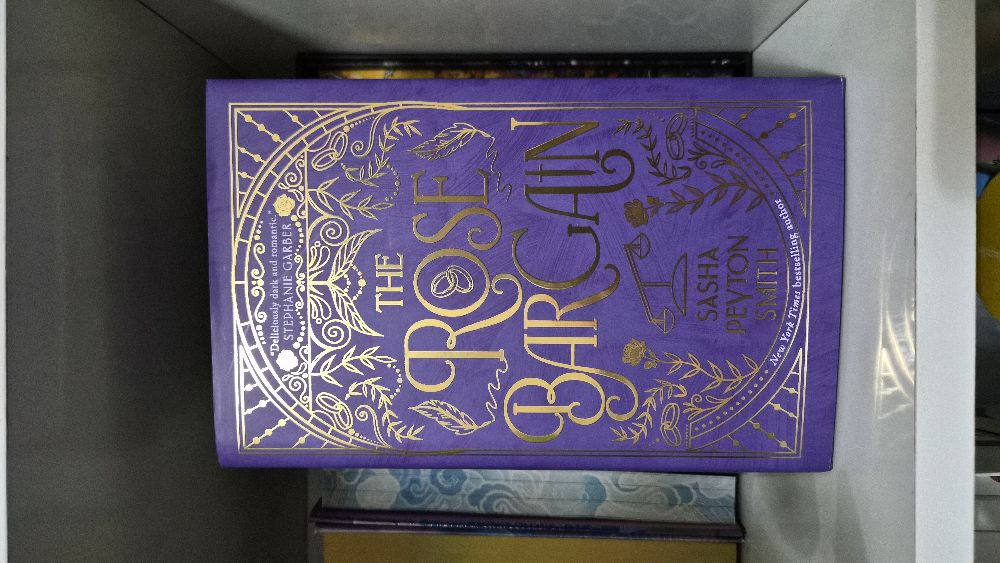 "Deliciously dark and romantic."
STEPHANIE GARBER
THE
ROSE
BARGAIN
SASHA
PEYTON
SMITH
New York Times bestselling author